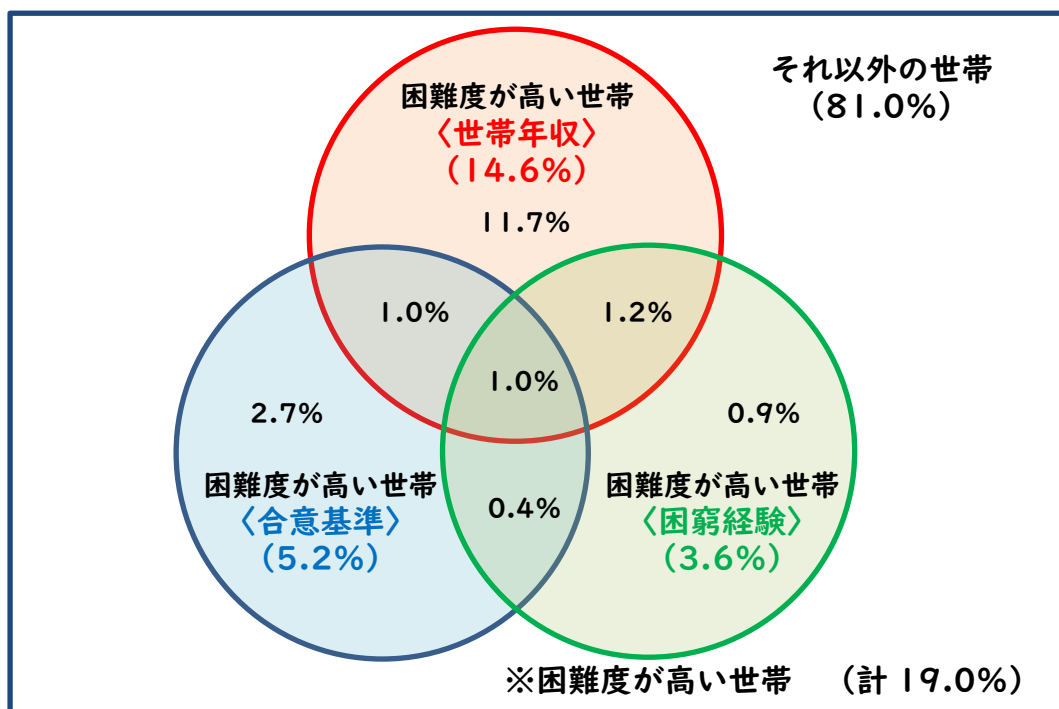 それ以外の世帯
(81.0%)
困難度が高い世帯
〈世帯年収〉
(14.6%)
11.7%
1.0%
1.2%
1.0%
2.7%
0.9%
困難度が高い世帯
〈合意基準〉
(5.2%)
0.4%
困難度が高い世帯
〈困窮経験〉
(3.6%)
※困難度が高い世帯 (計 19.0%)